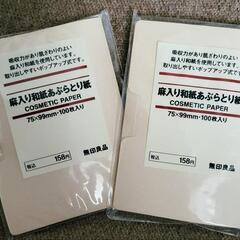 吸収力があり肌ざわりのよい
麻入り和紙を使用しています。
取り出しやすいポップアップ式です。
麻入り和紙あぶらとり紙
COSMETIC PAPER
75×99mm・100枚入り
税込 158円
無印良品
吸収力があり肌ざわりのよい
麻入り和紙を使用しています。
取り出しやすいポップアップ式です。
麻入り和紙あぶらとり紙
COSMETIC PAPER
75×99mm・100枚入り
税込 158円
無印良品